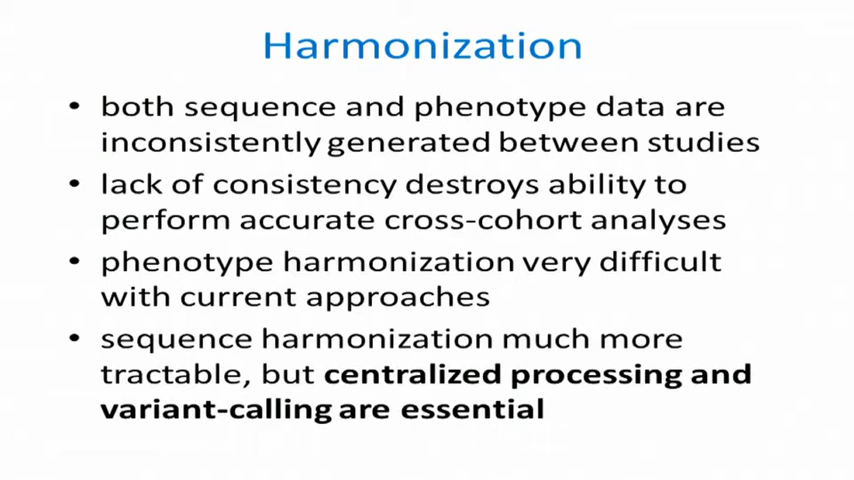 Harmonization
• both sequence and phenotype data are
inconsistently generated between studies
• lack of consistency destroys ability to
perform accurate cross-cohort analyses
• phenotype harmonization very difficult
with current approaches
• sequence harmonization much more
tractable, but centralized processing and
variant-calling are essential